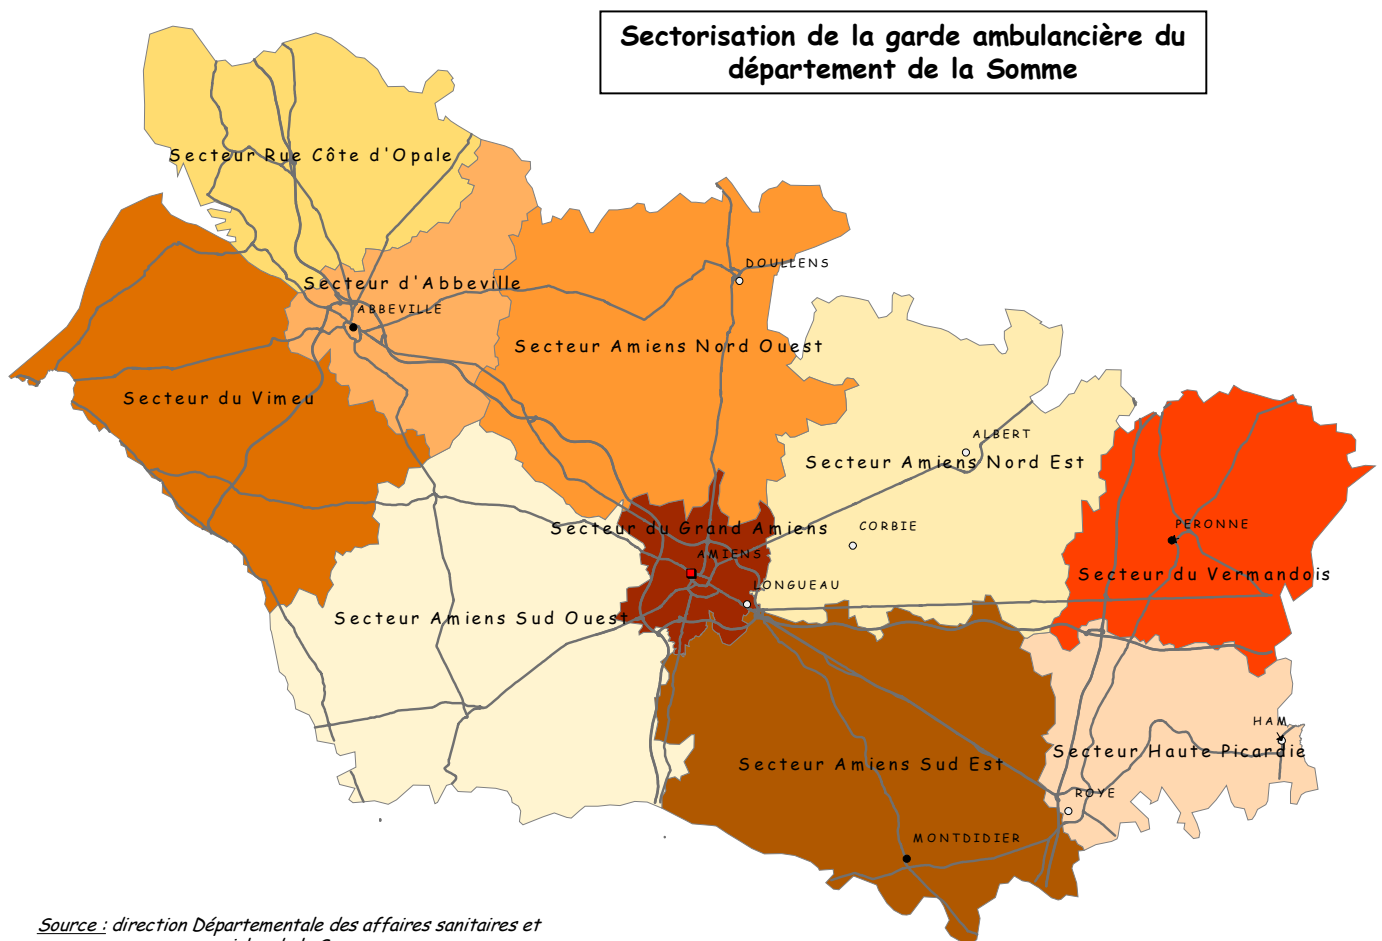 Sectorisation de la garde ambulancière du
département de la Somme
Secteur Rue Côte d'Opale
Secteur d'Abbeville
ABBEVILLE
DOULLENS
Secteur Amiens Nord Ouest
Secteur du Vimeu
ALBERT
Secteur Amiens Nord Est
CORBIE
PERONNE
Secteur du Grand Amiens
AMIENS
Secteur du Vermandois
LONGUEAU
Secteur Amiens Sud Ouest
HAM
Secteur Haute Picardie
Secteur Amiens Sud Est
ROYE
MONTDIDIER
Source : direction Départementale des affaires sanitaires et